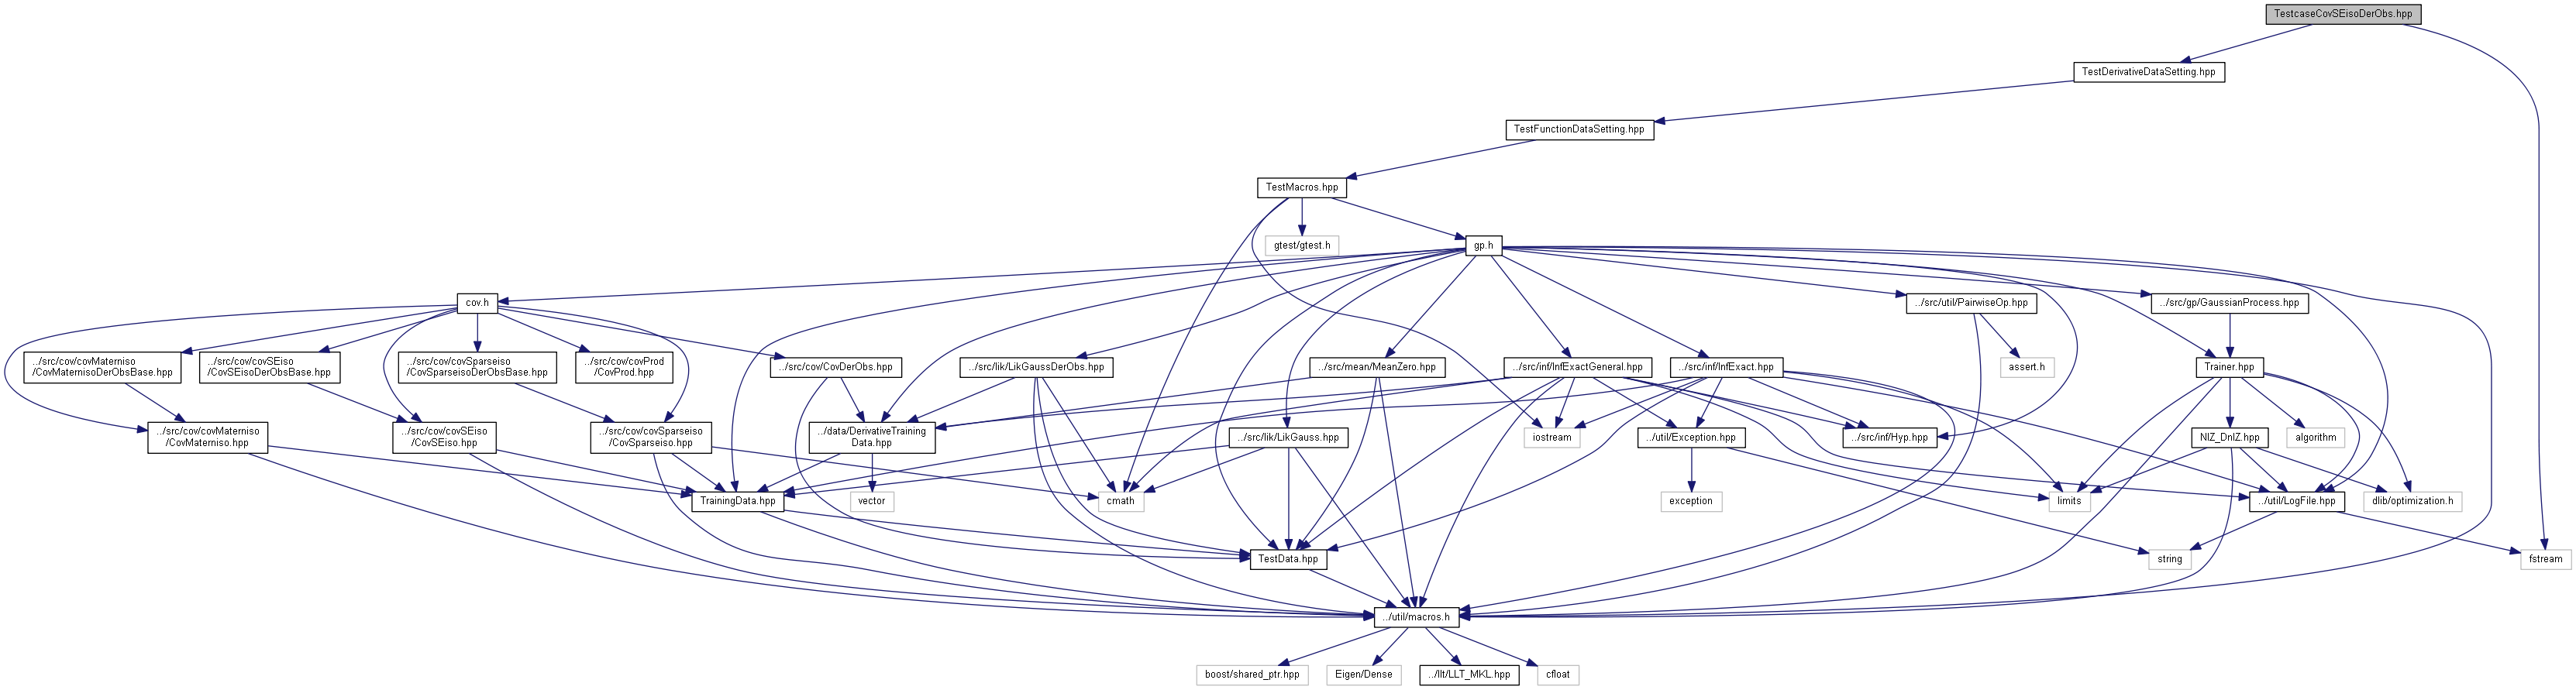 TestcaseCovSEisoDerObs.hpp
TestDerivativeDataSetting.hpp
TestFunctionDataSetting.hpp
TestMacros.hpp
gtest/gtest.h
gp.h
cov.h
../src/util/PairwiseOp.hpp
../src/gp/GaussianProcess.hpp
../src/cov/covMaterniso
/CovMaternisoDerObsBase.hpp
../src/cov/covSEiso
/CovSEisoDerObsBase.hpp
../src/cov/covSparseiso
/CovSparseisoDerObsBase.hpp
../src/cov/covProd
/CovProd.hpp
../src/cov/CovDerObs.hpp
../src/lik/LikGaussDerObs.hpp
../src/mean/MeanZero.hpp
../src/inf/InfExactGeneral.hpp
../src/inf/InfExact.hpp
assert.h
Trainer.hpp
../src/cov/covMaterniso
/CovMaterniso.hpp
../src/cov/covSEiso
/CovSEiso.hpp
../src/cov/covSparseiso
/CovSparseiso.hpp
../data/DerivativeTraining
Data.hpp
../src/lik/LikGauss.hpp
iostream
../util/Exception.hpp
../src/inf/Hyp.hpp
NIZ_DnIZ.hpp
algorithm
TrainingData.hpp
vector
cmath
exception
limits
../util/LogFile.hpp
dlib/optimization.h
TestData.hpp
string
fstream
../util/macros.h
boost/shared_ptr.hpp
Eigen/Dense
../llt/LLT_MKL.hpp
cfloat